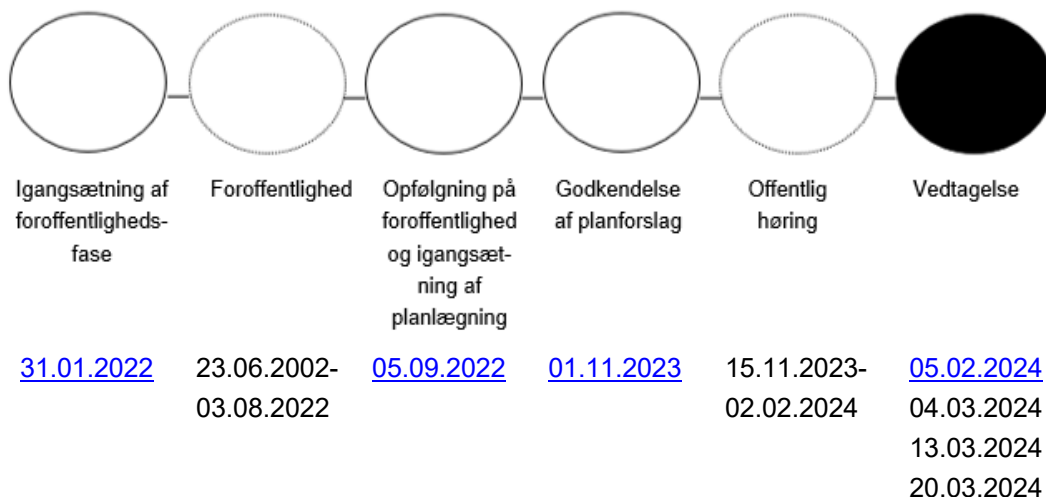 Igangsætning af
foroffentligheds-
fase
Foroffentlighed
Opfølgning på
foroffentlighed
og igangsæt-
ning af
planlægning
Godkendelse
af planforslag
Offentlig
høring
Vedtagelse
31.01.2022
23.06.2002-
03.08.2022
05.09.2022
01.11.2023
15.11.2023-
02.02.2024
05.02.2024
04.03.2024
13.03.2024
20.03.2024